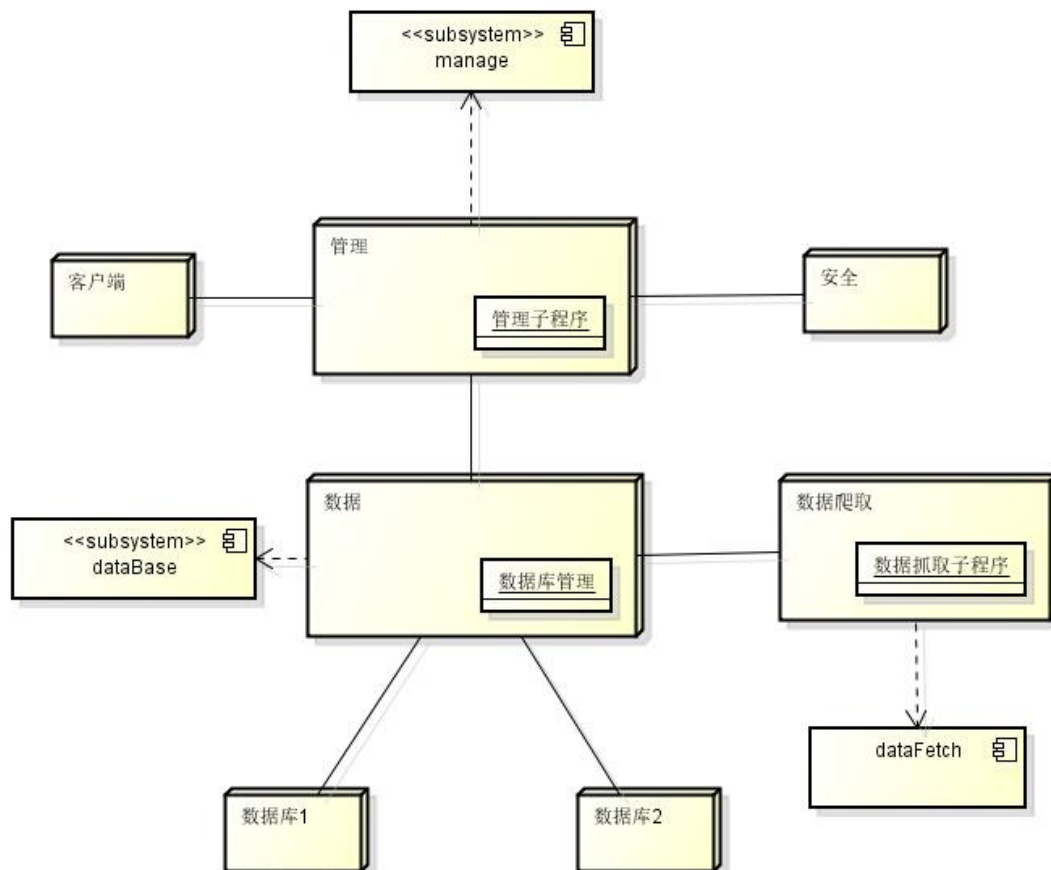 <<subsystem>>
manage
管理
客户端
安全
管理子程序
数据
数据爬取
<<subsystem>>
dataBase
数据库管理
数据抓取子程序
dataFetch
数据库1
数据库2